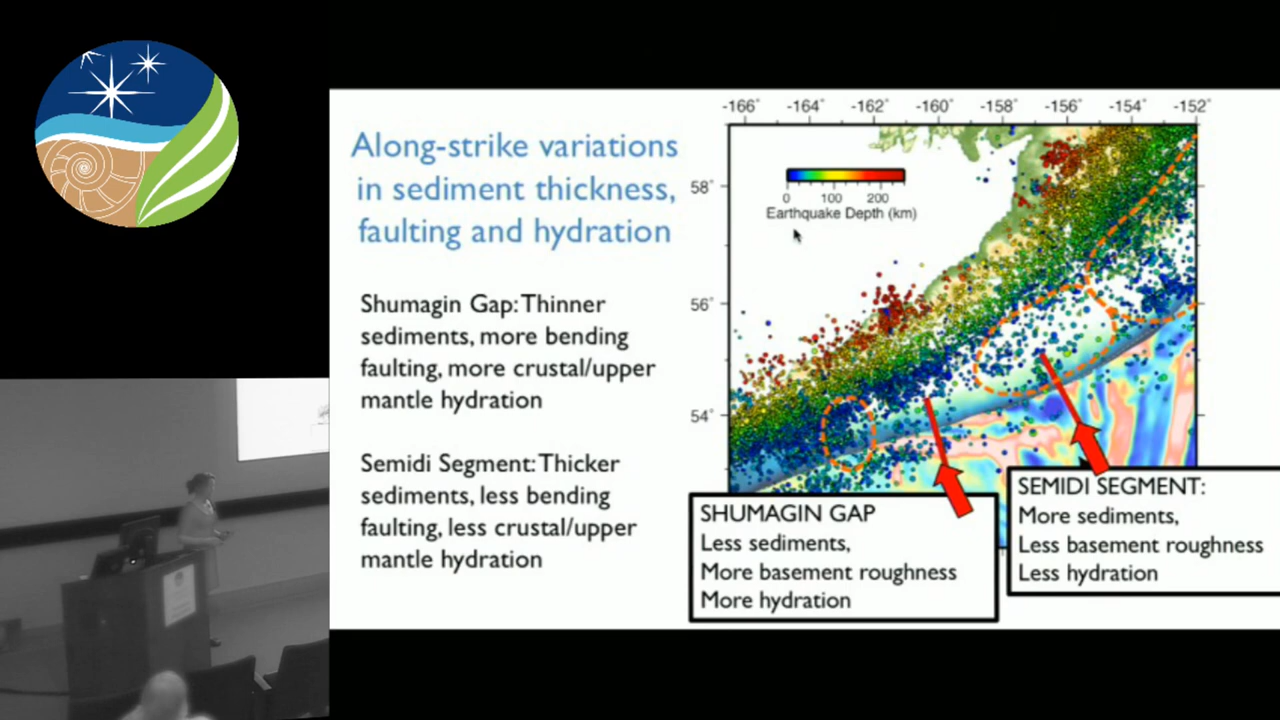 Along-strike variations
in sediment thickness,
faulting and hydration
Shumagin Gap: Thinner
sediments, more bending
faulting, more crustal/upper
mantle hydration
Semidi Segment: Thicker
sediments, less bending
faulting, less crustal/upper
mantle hydration
-166° -164° -162° -160° -158° -156° -154° -152°
58°
56°
54°
0 100 200
Earthquake Depth (km)
SHUMAGIN GAP
Less sediments,
More basement roughness
More hydration
SEMIDI SEGMENT:
More sediments,
Less basement roughness
Less hydration